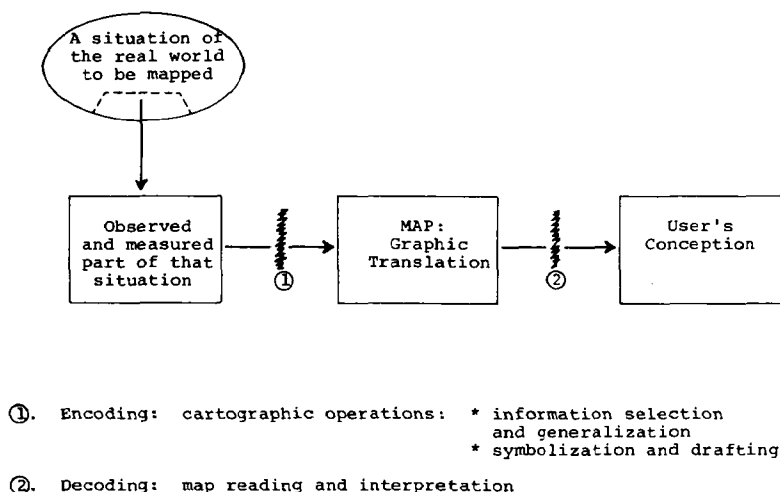 A situation of
the real world
to be mapped
Observed
and measured
part of that
situation
①
MAP:
Graphic
Translation
②
User's
Conception
①. Encoding: cartographic operations: * information selection
and generalization
* symbolization and drafting
②. Decoding: map reading and interpretation